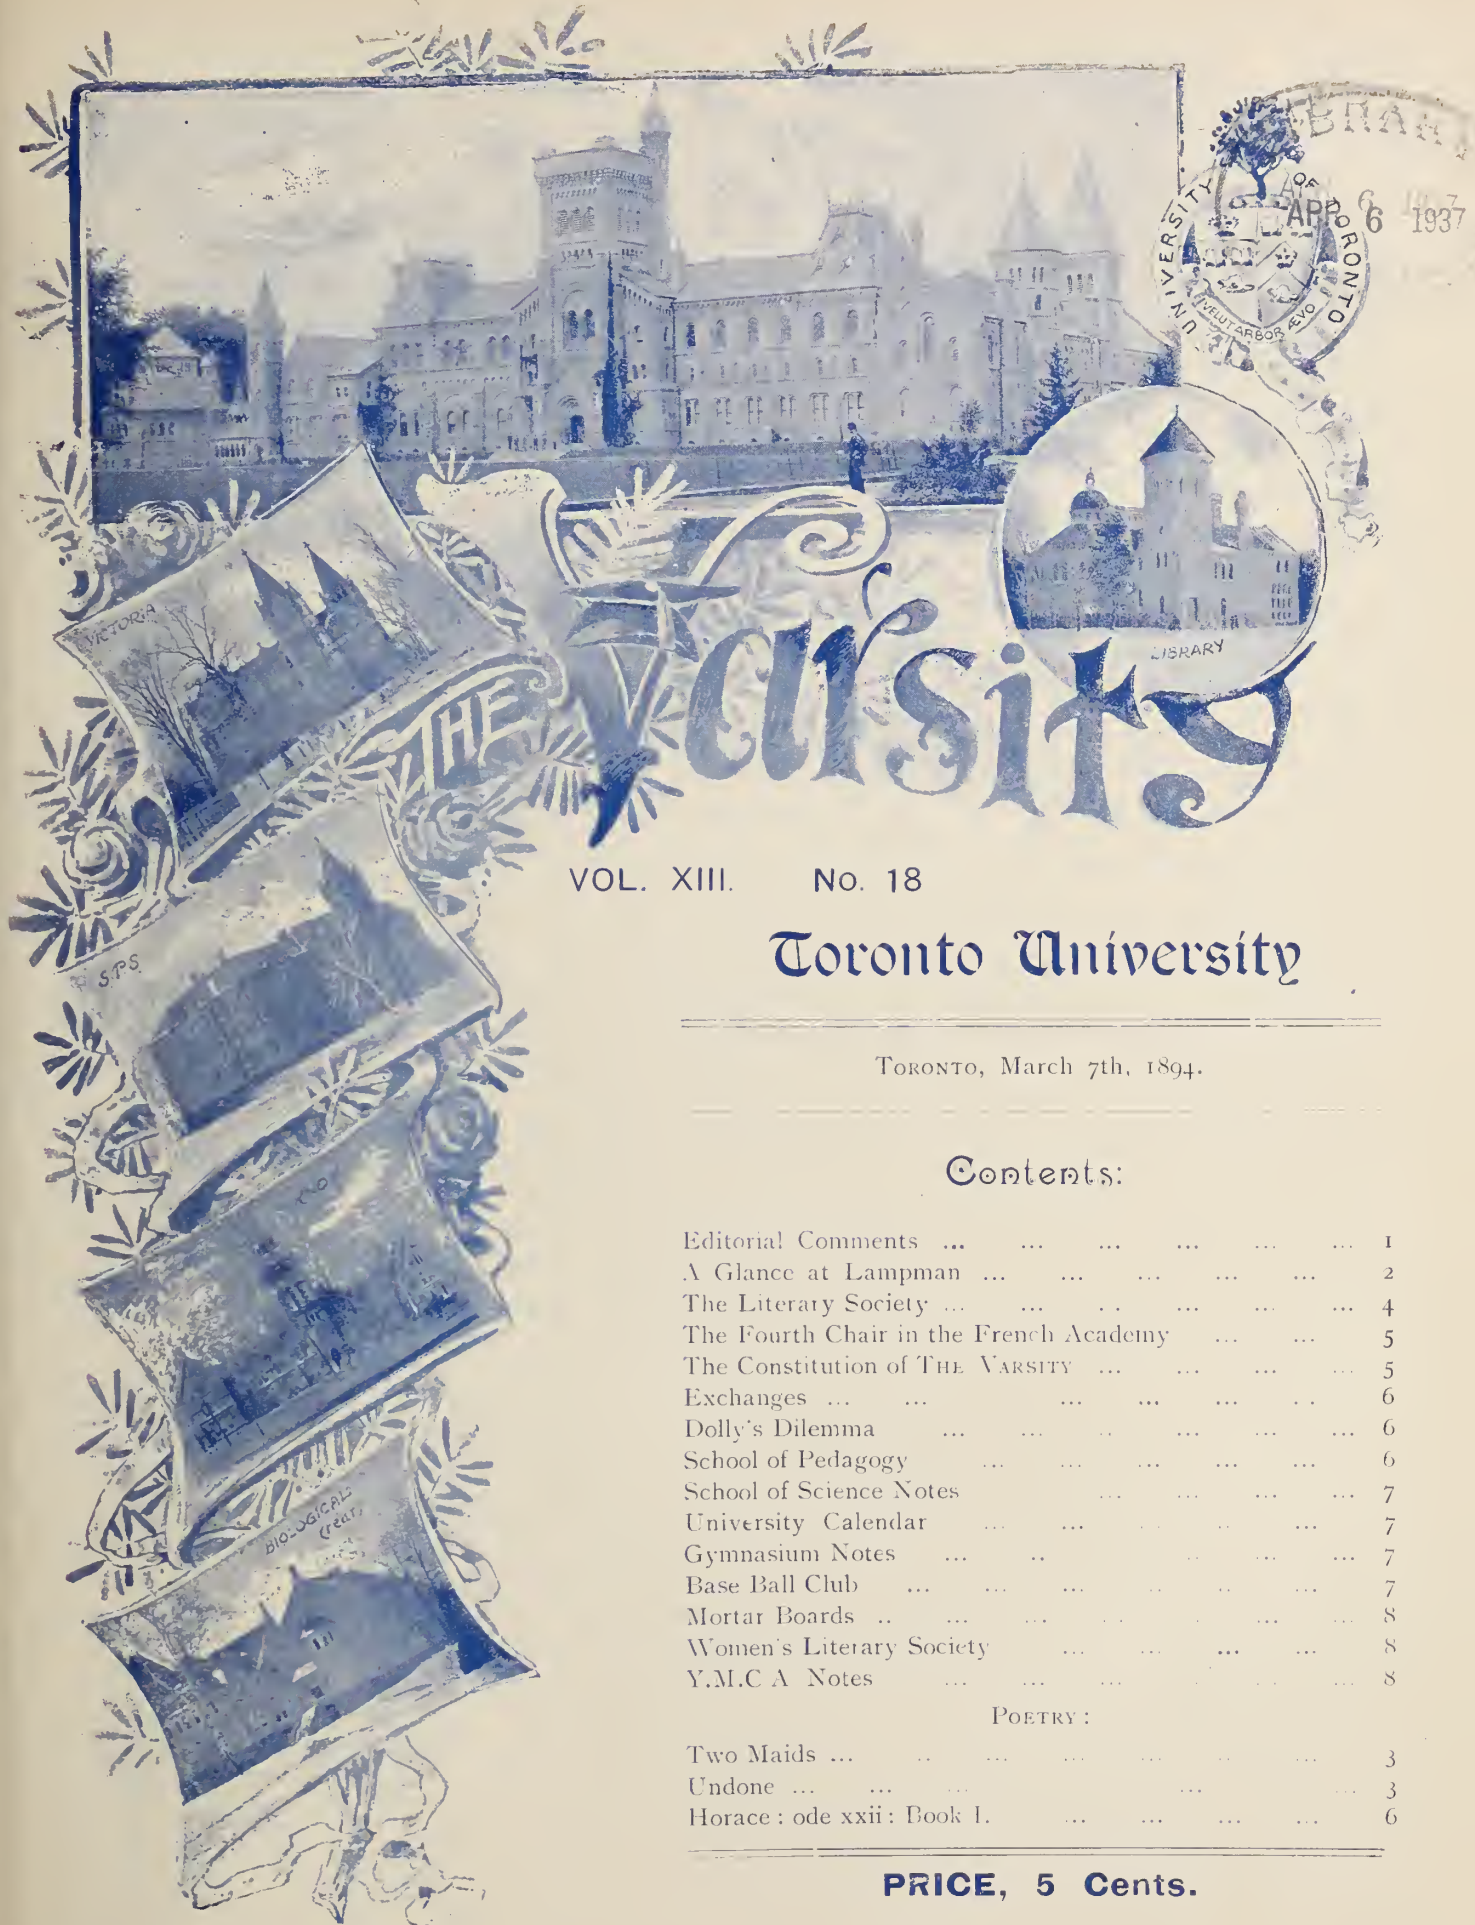 LIBRARY
APR 6 1937
UNIVERSITY OF TORONTO
VELUT ARBOR ÆVO
VICTORIA
LIBRARY
THE Varsity
VOL. XIII. No. 18
S.P.S.
Toronto University
TORONTO, March 7th, 1894.
Contents:
Editorial Comments ... ... ... ... ... ... 1
A Glance at Lampman ... ... ... ... ... 2
The Literary Society ... ... . . ... ... ... 4
The Fourth Chair in the French Academy ... ... 5
The Constitution of THE VARSITY ... ... ... ... 5
Exchanges ... ... ... ... ... . . 6
Dolly's Dilemma ... ... .. ... ... ... 6
School of Pedagogy ... ... ... ... ... 6
School of Science Notes ... ... ... ... 7
University Calendar ... ... . . .. ... 7
Gymnasium Notes ... .. .. ... ... 7
Base Ball Club ... ... ... .. .. ... 7
Mortar Boards .. ... ... . . . ... ... 8
Women's Literary Society ... ... ... ... 8
Y.M.C A Notes ... ... ... . . . ... 8
BIOLOGICAL
(rear)
POETRY:
Two Maids ... .. ... ... ... .. ... 3
Undone ... ... ... ... ... 3
Horace : ode xxii : Book I. ... ... ... ... 6
PRICE, 5 Cents.